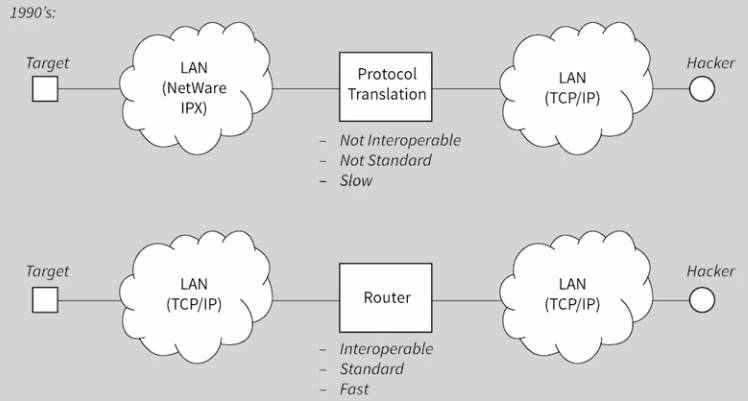 1990's:
Target
LAN
(NetWare
IPX)
Protocol
Translation
LAN
(TCP/IP)
Hacker
– Not Interoperable
– Not Standard
– Slow
Target
LAN
(TCP/IP)
Router
LAN
(TCP/IP)
Hacker
– Interoperable
– Standard
– Fast